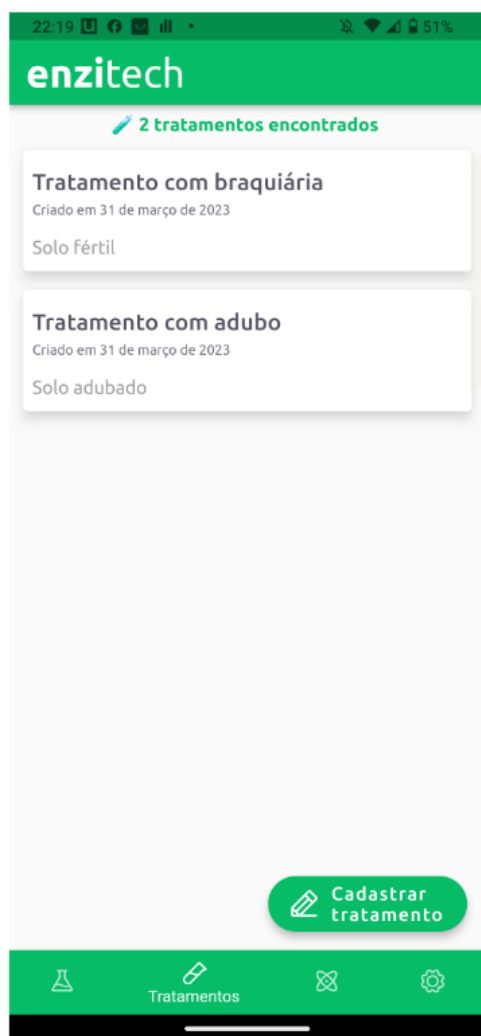 22:19
51%
enzitech
2 tratamentos encontrados
Tratamento com braquiária
Criado em 31 de março de 2023
Solo fértil
Tratamento com adubo
Criado em 31 de março de 2023
Solo adubado
Cadastrar
tratamento
Tratamentos